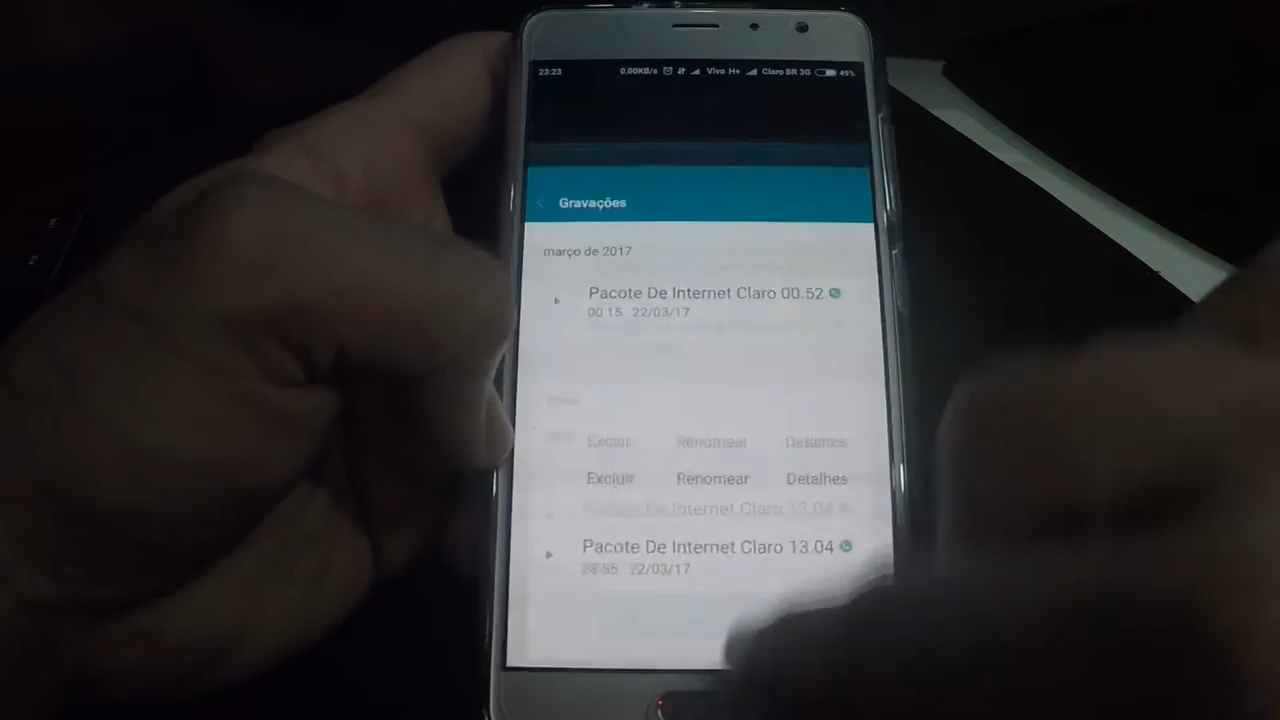 23:23 0,00KB/s Vivo H+ Claro BR 3G 49%
Gravações
março de 2017
Pacote De Internet Claro 00.52
00:15 22/03/17
Excluir Renomear Detalhes
Excluir Renomear Detalhes
De Internet Claro 13.04
Pacote De Internet Claro 13.04
28:55 22/03/17